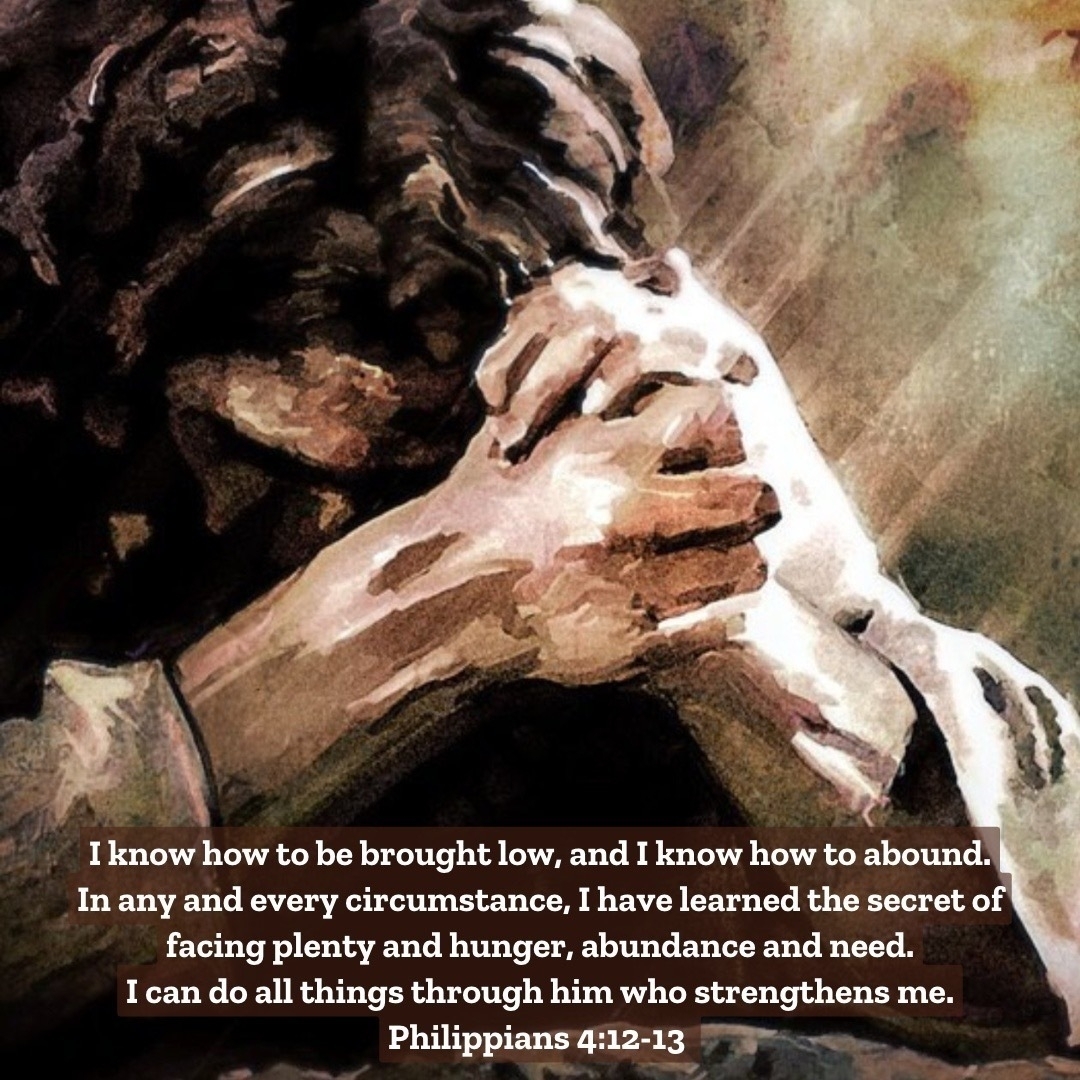 I know how to be brought low, and I know how to abound.
In any and every circumstance, I have learned the secret of
facing plenty and hunger, abundance and need.
I can do all things through him who strengthens me.
Philippians 4:12-13